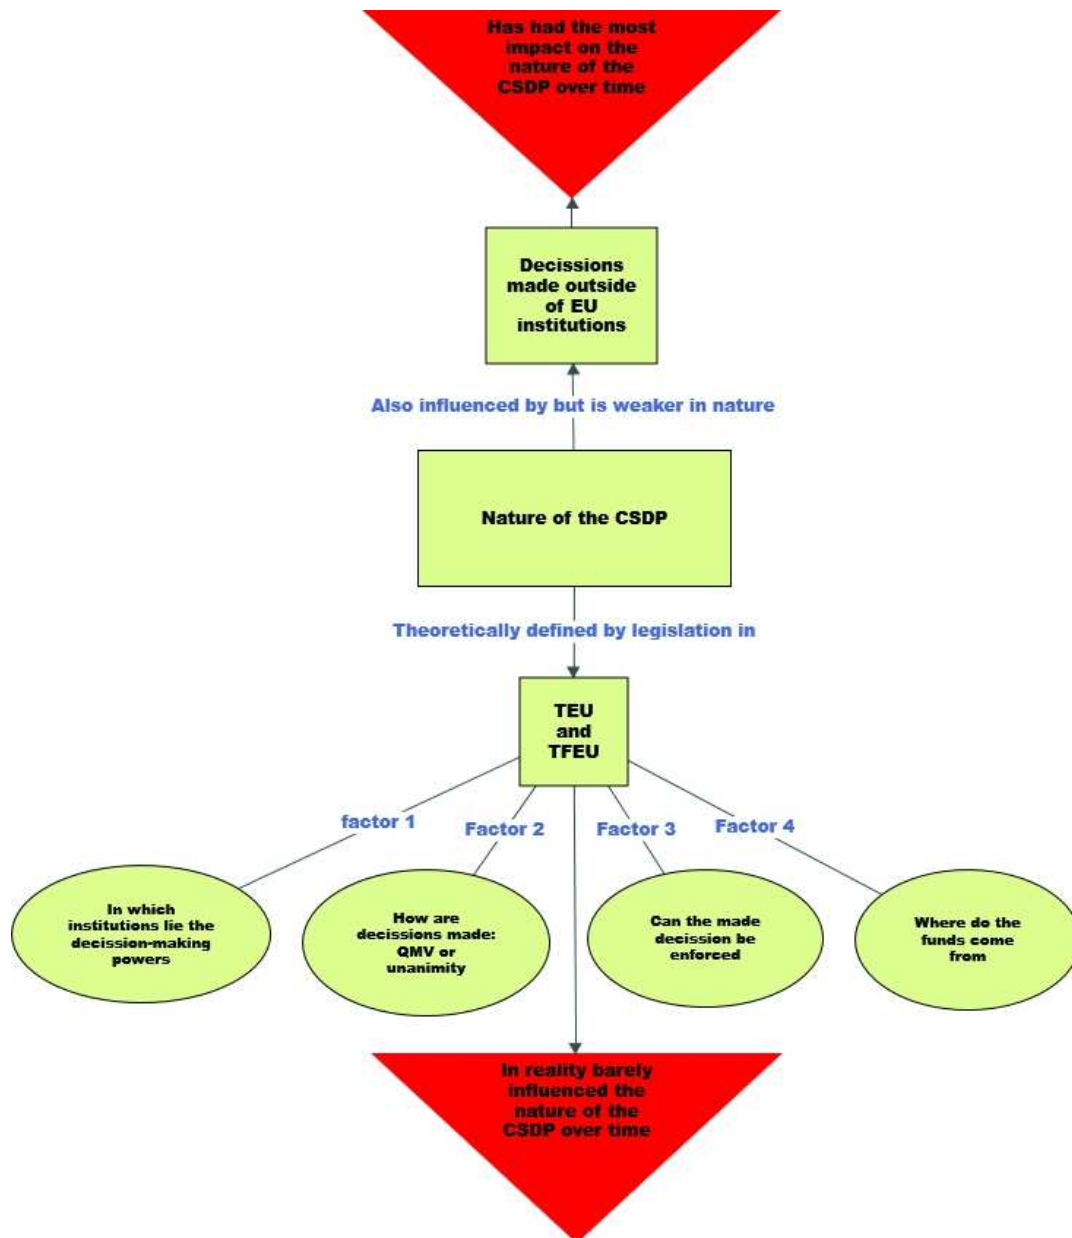 Has had the most
impact on the
nature of the
CSDP over time
Decissions
made outside
of EU
institutions
Also influenced by but is weaker in nature
Nature of the CSDP
Theoretically defined by legislation in
TEU
and
TFEU
factor 1
Factor 2
Factor 3
Factor 4
In which
institutions lie the
decission-making
powers
How are
decissions made:
QMV or
unanimity
Can the made
decission be
enforced
Where do the
funds come
from
In reality barely
influenced the
nature of the
CSDP over time